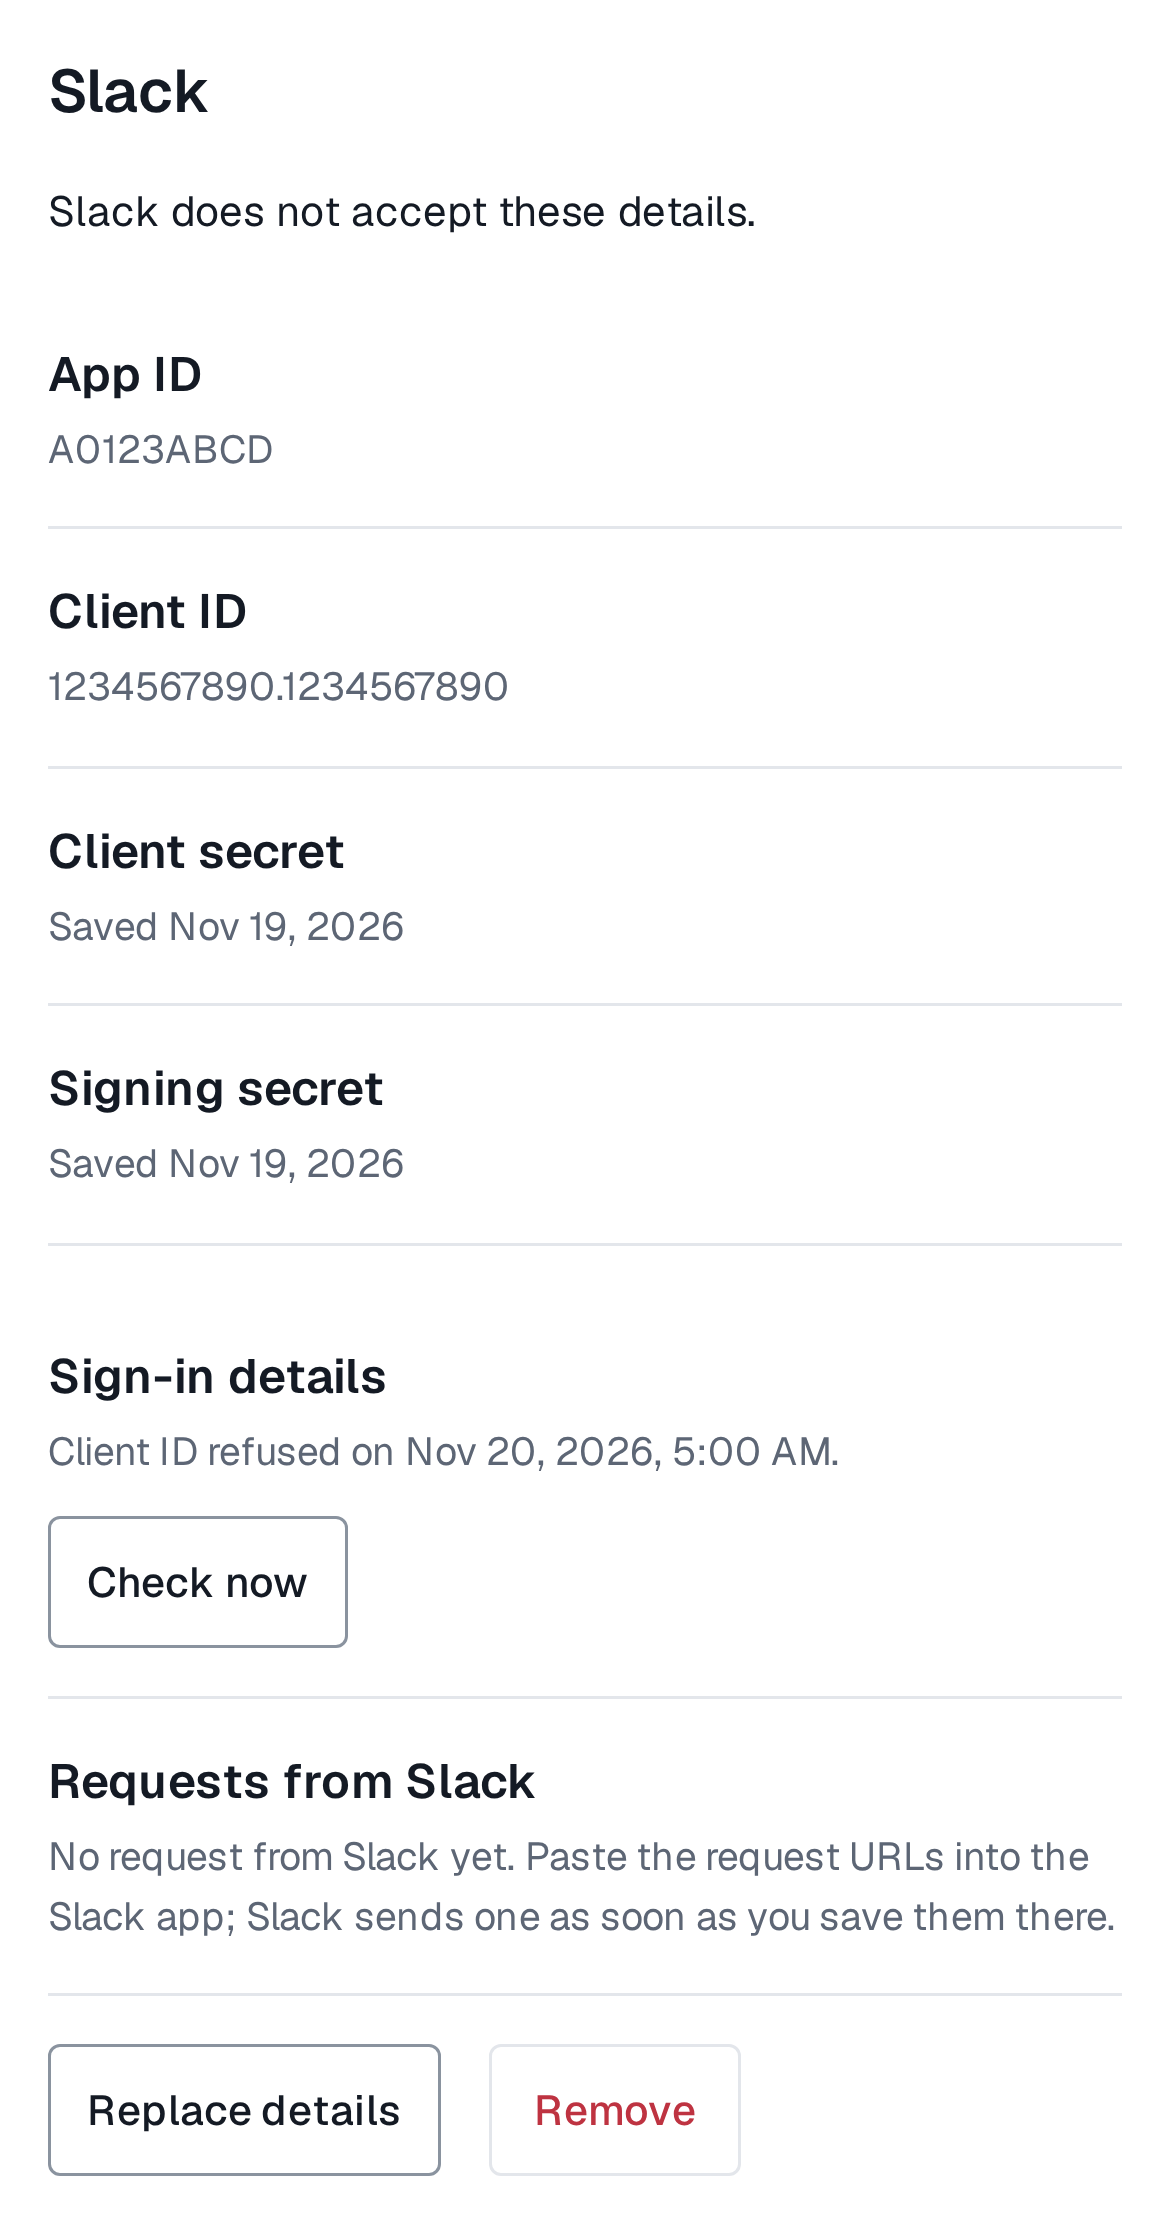 Slack
Slack does not accept these details.
App ID
A0123ABCD
Client ID
1234567890.1234567890
Client secret
Saved Nov 19, 2026
Signing secret
Saved Nov 19, 2026
Sign-in details
Client ID refused on Nov 20, 2026, 5:00 AM.
Check now
Requests from Slack
No request from Slack yet. Paste the request URLs into the
Slack app; Slack sends one as soon as you save them there.
Replace details
Remove